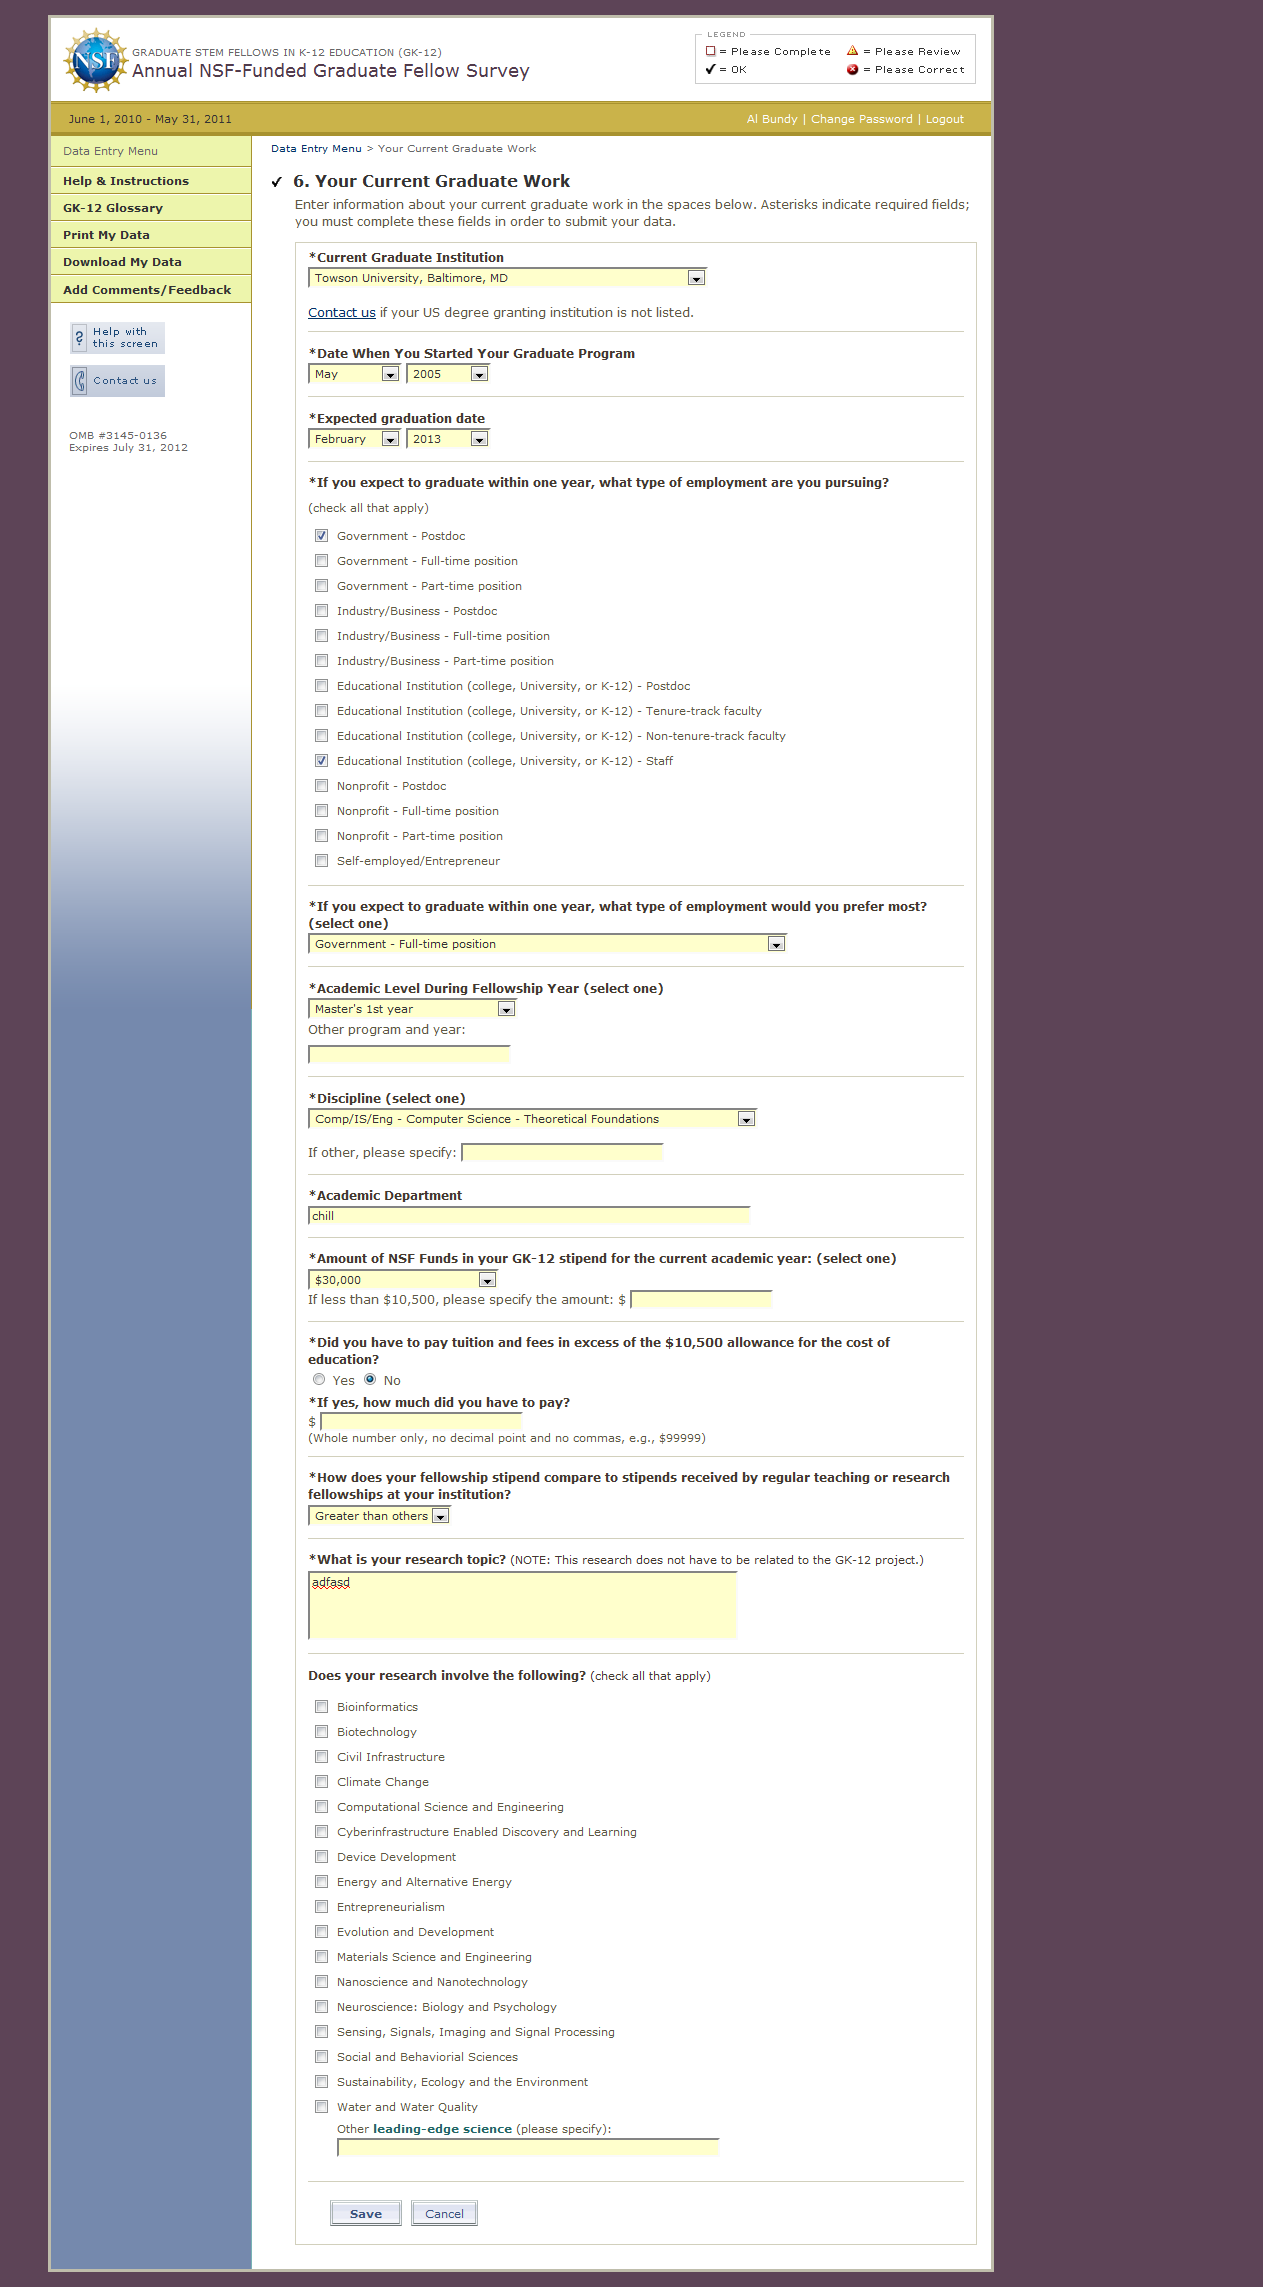 NSF
GRADUATE STEM FELLOWS IN K-12 EDUCATION (GK-12)
Annual NSF-Funded Graduate Fellow Survey
LEGEND
= Please Complete
= Please Review
= OK
= Please Correct
June 1, 2010 - May 31, 2011
Al Bundy | Change Password | Logout
Data Entry Menu
Help & Instructions
GK-12 Glossary
Print My Data
Download My Data
Add Comments/Feedback
? Help with
this screen
Contact us
OMB #3145-0136
Expires July 31, 2012
Data Entry Menu > Your Current Graduate Work
6. Your Current Graduate Work
Enter information about your current graduate work in the spaces below. Asterisks indicate required fields;
you must complete these fields in order to submit your data.
*Current Graduate Institution
Towson University, Baltimore, MD
Contact us if your US degree granting institution is not listed.
*Date When You Started Your Graduate Program
May 2005
*Expected graduation date
February 2013
*If you expect to graduate within one year, what type of employment are you pursuing?
(check all that apply)
Government - Postdoc
Government - Full-time position
Government - Part-time position
Industry/Business - Postdoc
Industry/Business - Full-time position
Industry/Business - Part-time position
Educational Institution (college, University, or K-12) - Postdoc
Educational Institution (college, University, or K-12) - Tenure-track faculty
Educational Institution (college, University, or K-12) - Non-tenure-track faculty
Educational Institution (college, University, or K-12) - Staff
Nonprofit - Postdoc
Nonprofit - Full-time position
Nonprofit - Part-time position
Self-employed/Entrepreneur
*If you expect to graduate within one year, what type of employment would you prefer most?
(select one)
Government - Full-time position
*Academic Level During Fellowship Year (select one)
Master's 1st year
Other program and year:
*Discipline (select one)
Comp/IS/Eng - Computer Science - Theoretical Foundations
If other, please specify:
*Academic Department
chill
*Amount of NSF Funds in your GK-12 stipend for the current academic year: (select one)
$30,000
If less than $10,500, please specify the amount: $
*Did you have to pay tuition and fees in excess of the $10,500 allowance for the cost of
education?
Yes No
*If yes, how much did you have to pay?
$
(Whole number only, no decimal point and no commas, e.g., $99999)
*How does your fellowship stipend compare to stipends received by regular teaching or research
fellowships at your institution?
Greater than others
*What is your research topic? (NOTE: This research does not have to be related to the GK-12 project.)
adfasd
Does your research involve the following? (check all that apply)
Bioinformatics
Biotechnology
Civil Infrastructure
Climate Change
Computational Science and Engineering
Cyberinfrastructure Enabled Discovery and Learning
Device Development
Energy and Alternative Energy
Entrepreneurialism
Evolution and Development
Materials Science and Engineering
Nanoscience and Nanotechnology
Neuroscience: Biology and Psychology
Sensing, Signals, Imaging and Signal Processing
Social and Behaviorial Sciences
Sustainability, Ecology and the Environment
Water and Water Quality
Other leading-edge science (please specify):
Save Cancel